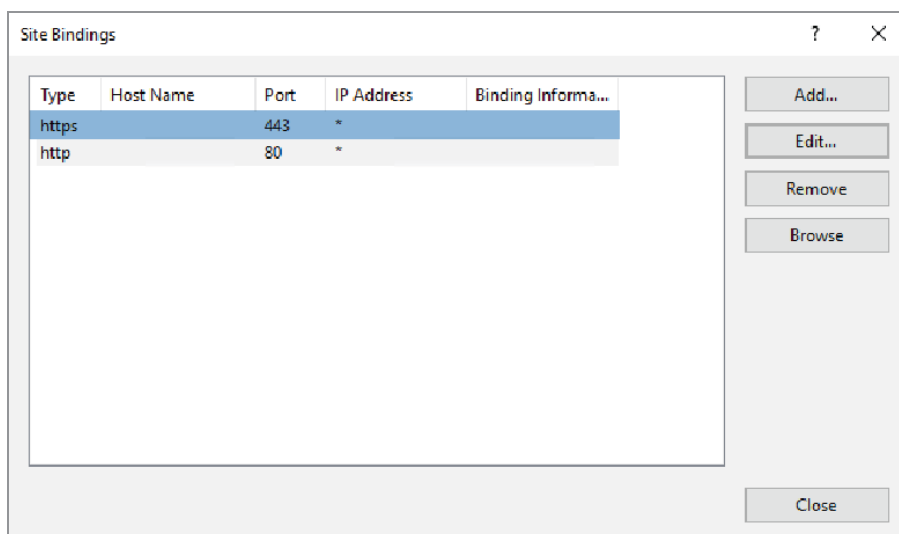 Site Bindings ?
Type Host Name Port IP Address Binding Informa...
https 443 *
http 80 *
Add...
Edit...
Remove
Browse
Close